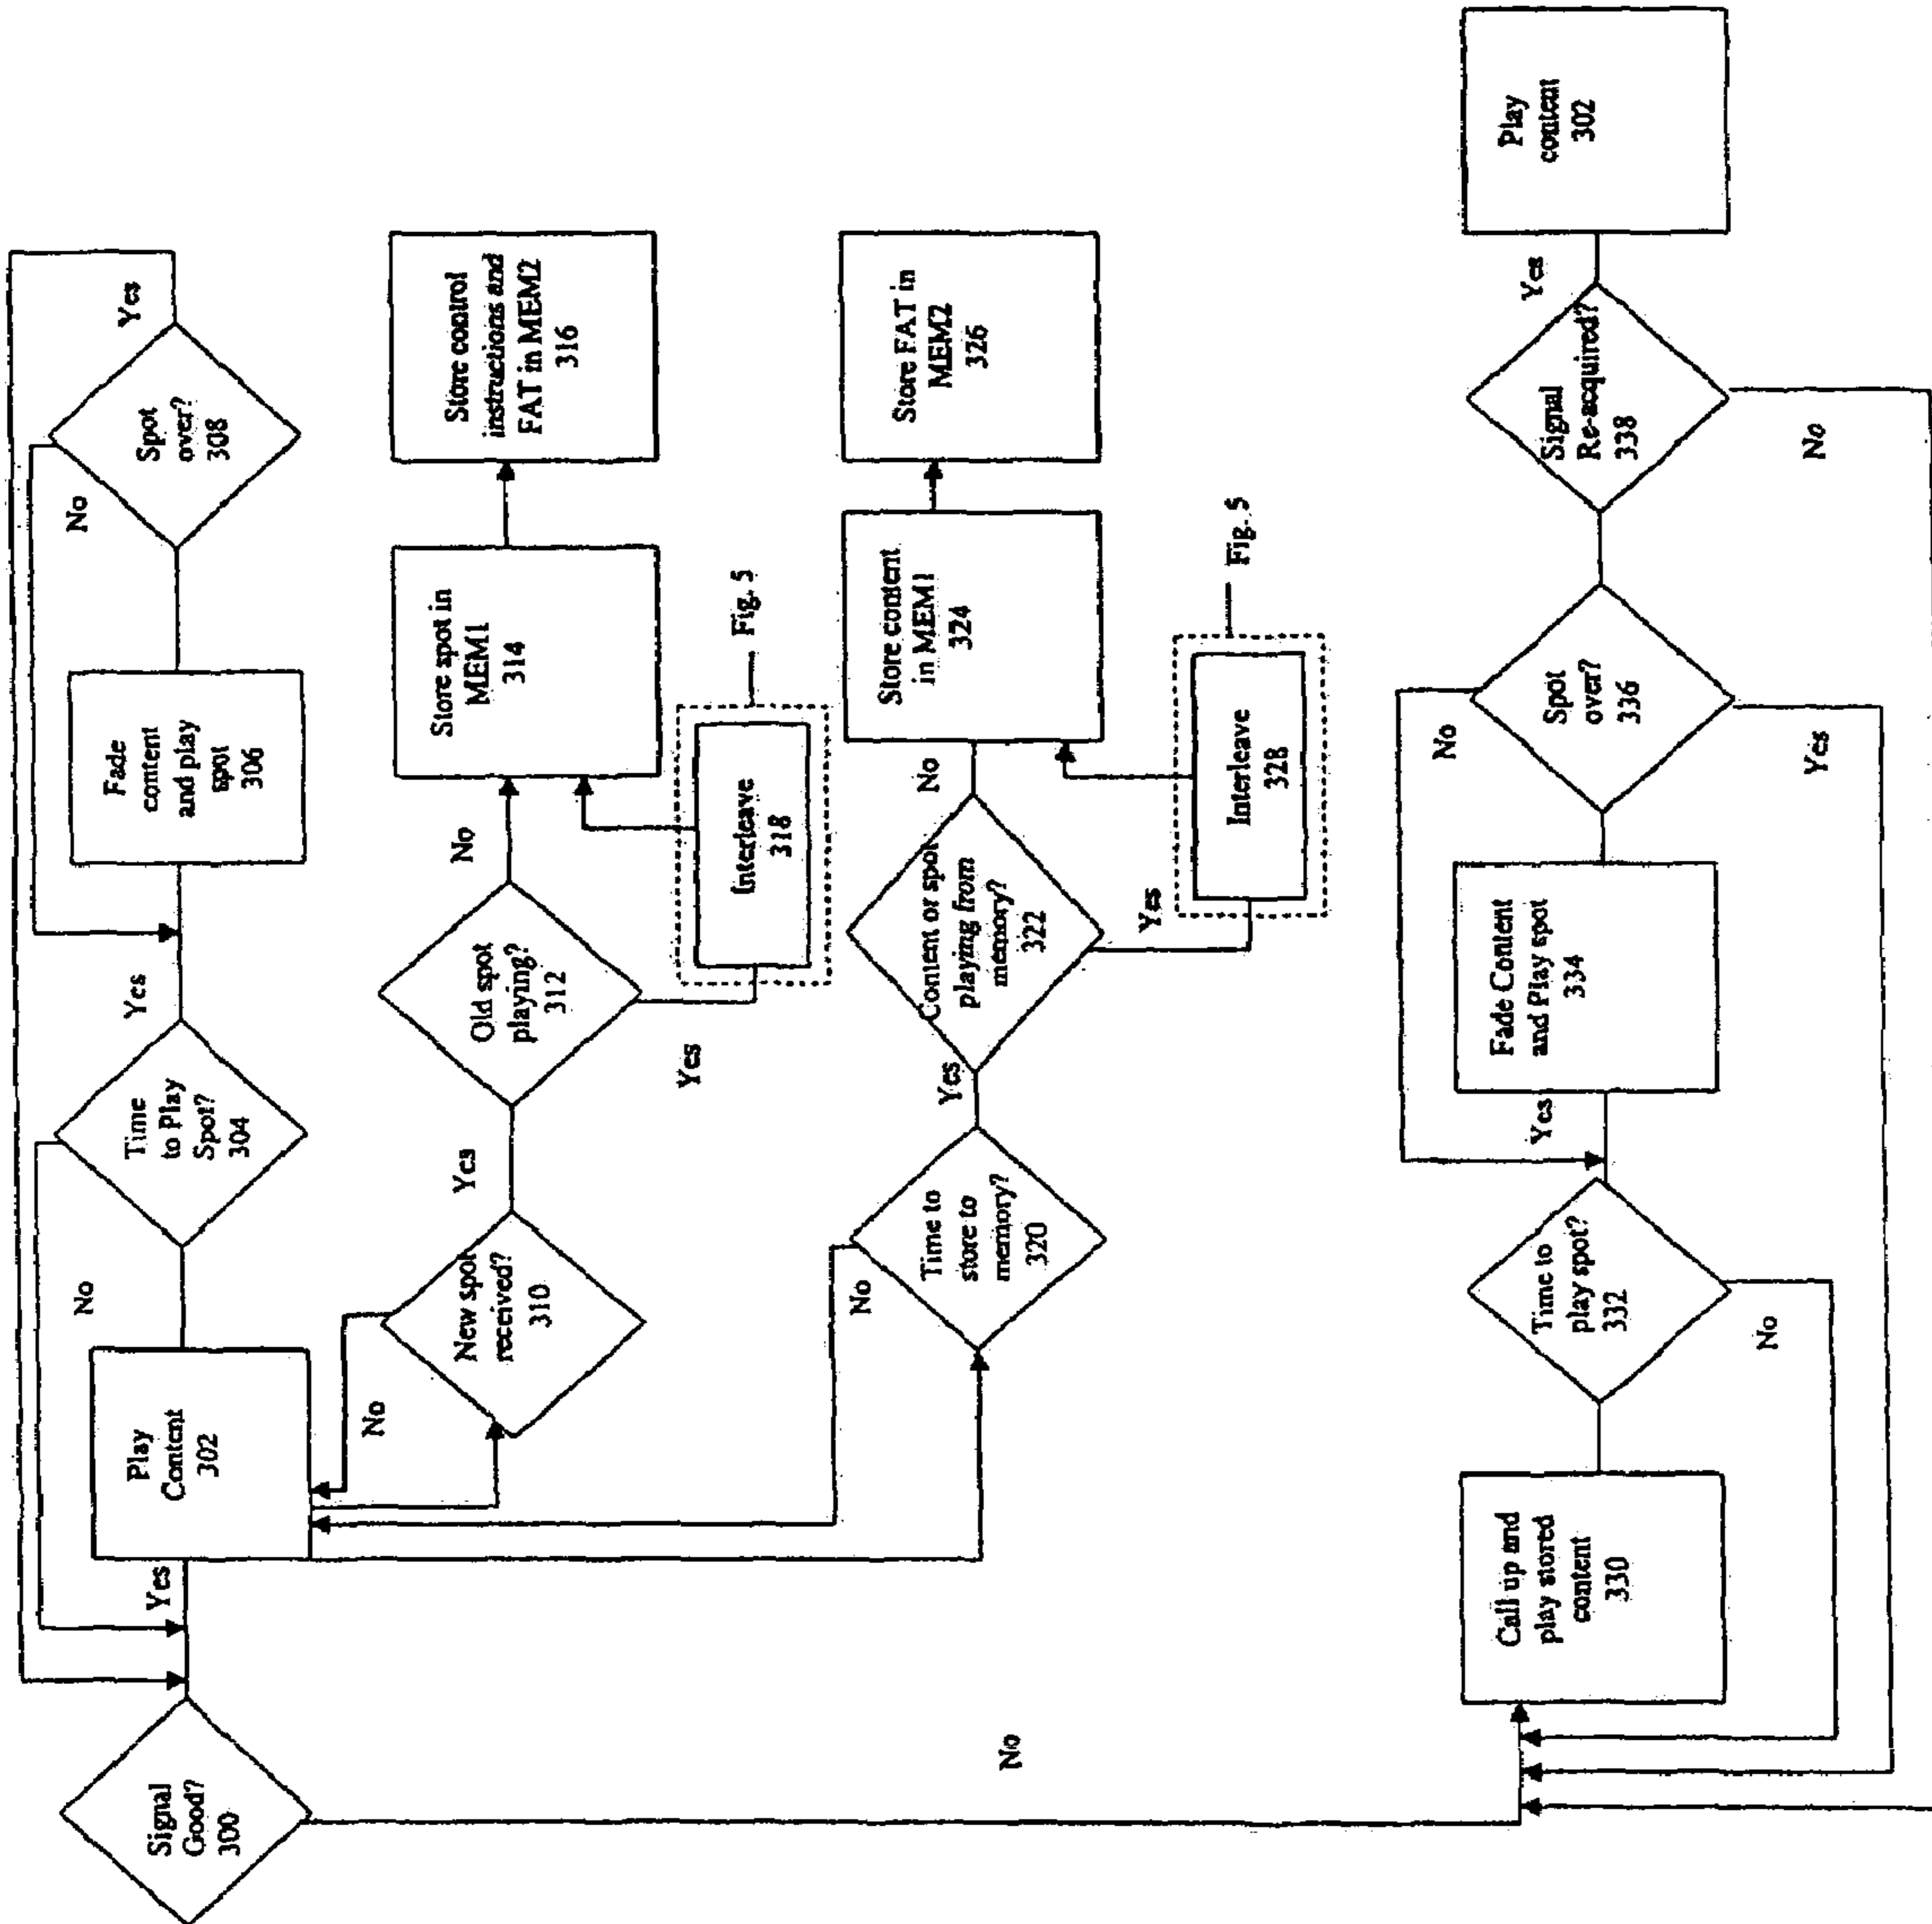 Signal
Good?
300
Yes
Play
Content
302
No
Time
to Play
Spot?
304
Yes
Fade
content
and play
spot
306
No
Spot
over?
308
Yes
No
New spot
received?
310
Yes
Old spot
playing?
312
No
Store spot in
MEM1
314
Store control
instructions and
FAT in MEM2
316
Yes
Interleave
318
Fig. 5
No
Time to
store to
memory?
320
Yes
Content or spot
playing from
memory?
322
No
Store content
in MEM1
324
Store FAT in
MEM2
326
Yes
Interleave
328
Fig. 5
No
Call up and
play stored
content
330
Time to
play spot?
332
No
Yes
Fade Content
and Play spot
334
No
Spot
over?
336
Yes
Signal
Re-acquired?
338
No
Yes
Play
content
302